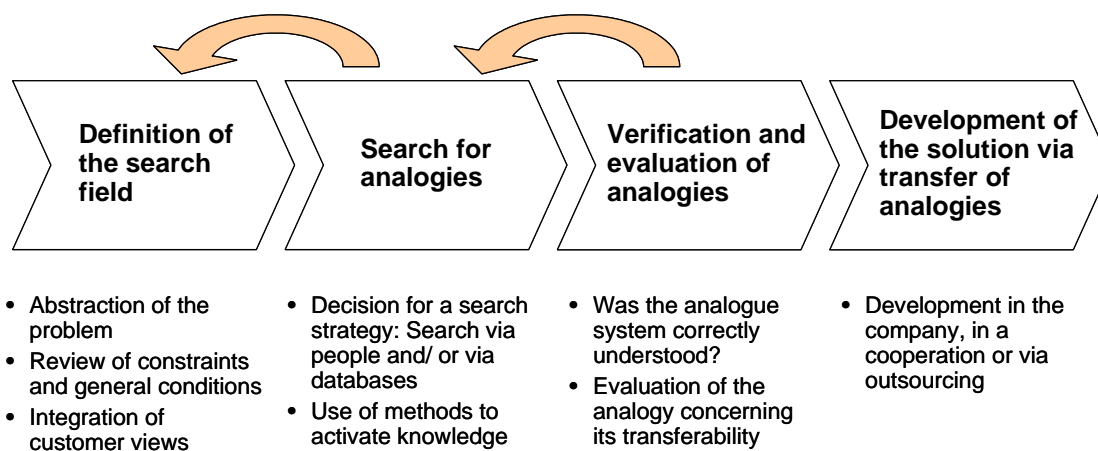 Definition of
the search
field
Search for
analogies
Verification and
evaluation of
analogies
Development of
the solution via
transfer of
analogies
• Abstraction of the
problem
• Review of constraints
and general conditions
• Integration of
customer views
• Decision for a search
strategy: Search via
people and/ or via
databases
• Use of methods to
activate knowledge
• Was the analogue
system correctly
understood?
• Evaluation of the
analogy concerning
its transferability
• Development in the
company, in a
cooperation or via
outsourcing